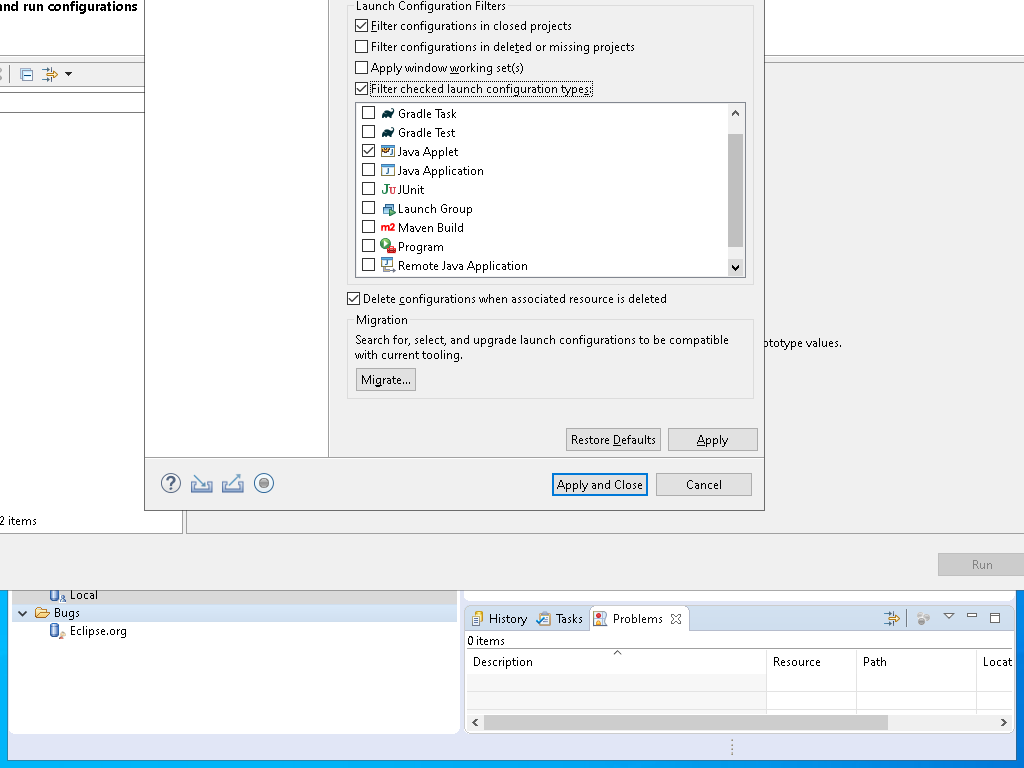 and run configurations
Launch Configuration Filters
Filter configurations in closed projects
Filter configurations in deleted or missing projects
Apply window working set(s)
Filter checked launch configuration types:
Gradle Task
Gradle Test
Java Applet
Java Application
JUnit
Launch Group
m2 Maven Build
Program
Remote Java Application
Delete configurations when associated resource is deleted
Migration
Search for, select, and upgrade launch configurations to be compatible
with current tooling.
ototype values.
Migrate...
Restore Defaults
Apply
Apply and Close
Cancel
2 items
Run
Local
Bugs
Eclipse.org
History
Tasks
Problems
0 items
Description
Resource
Path
Locat